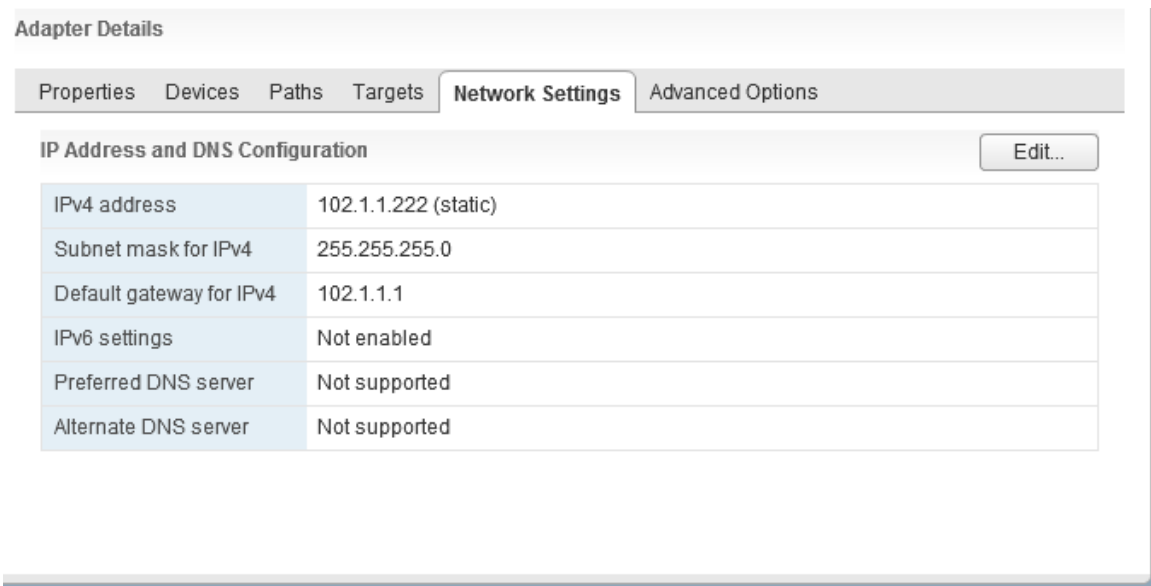 Adapter Details
Properties Devices Paths Targets Network Settings Advanced Options
IP Address and DNS Configuration Edit...
IPv4 address 102.1.1.222 (static)
Subnet mask for IPv4 255.255.255.0
Default gateway for IPv4 102.1.1.1
IPv6 settings Not enabled
Preferred DNS server Not supported
Alternate DNS server Not supported